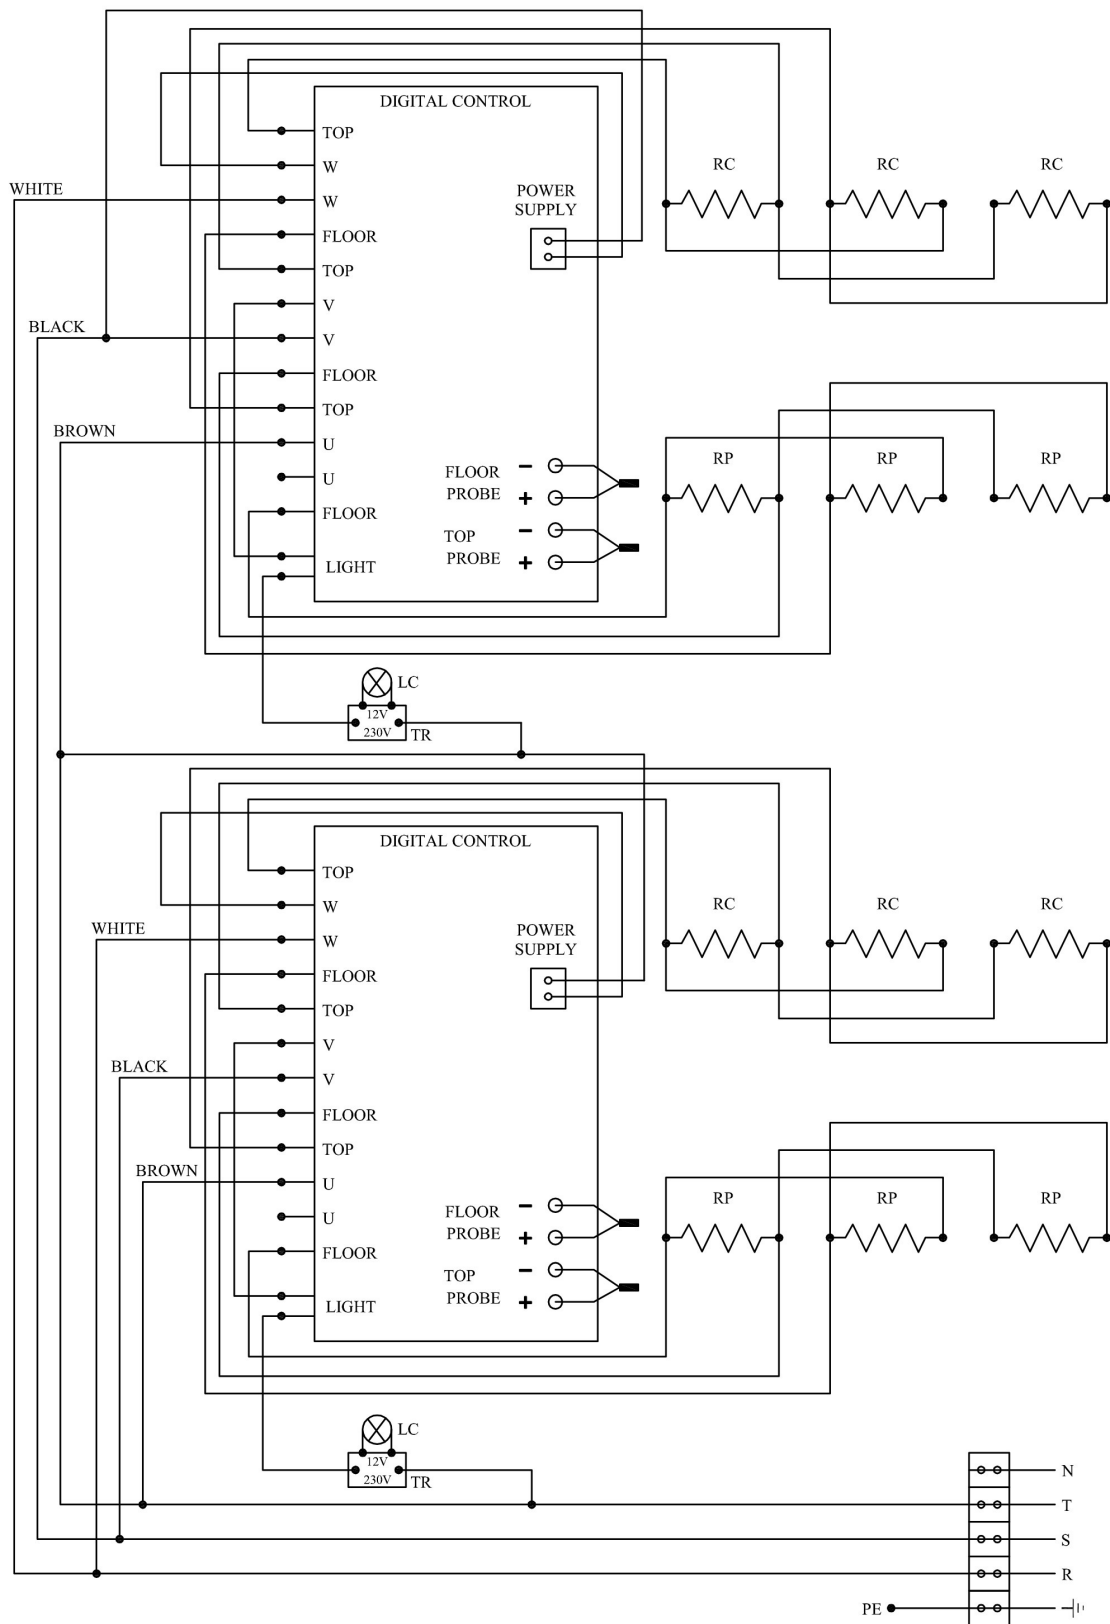 DIGITAL CONTROL
TOP
W
WHITE
W
FLOOR
TOP
V
BLACK
V
FLOOR
TOP
BROWN
U
U
FLOOR
LIGHT
POWER
SUPPLY
FLOOR
PROBE
−
+
TOP
PROBE
−
+
RC
RC
RC
RP
RP
RP
LC
12V
230V
TR
DIGITAL CONTROL
TOP
W
WHITE
W
FLOOR
TOP
V
BLACK
V
FLOOR
TOP
BROWN
U
U
FLOOR
LIGHT
POWER
SUPPLY
FLOOR
PROBE
−
+
TOP
PROBE
−
+
RC
RC
RC
RP
RP
RP
LC
12V
230V
TR
N
T
S
R
PE